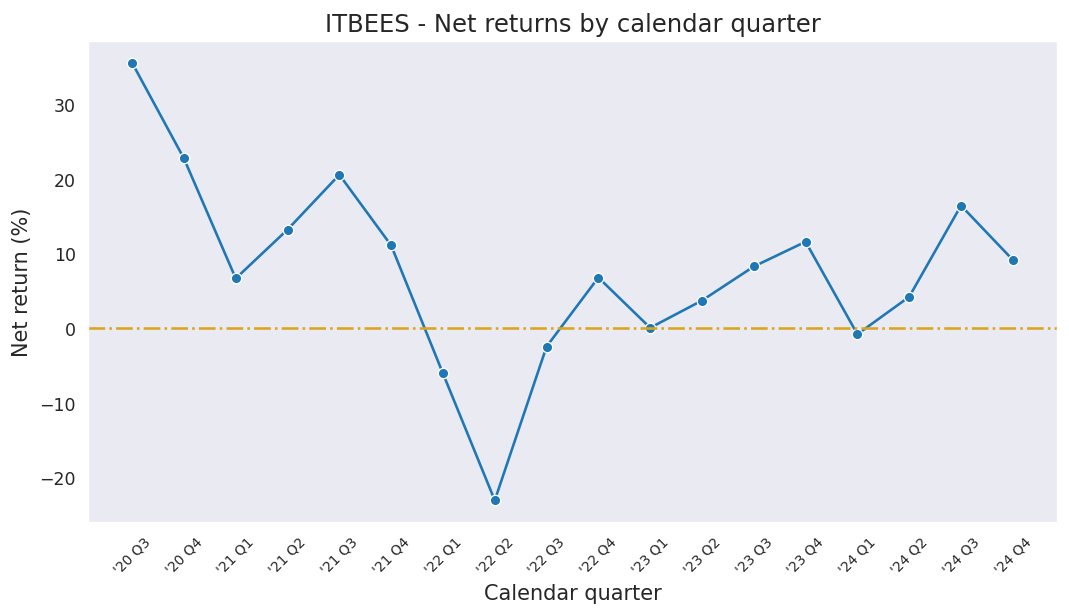 ITBEES - Net returns by calendar quarter
Net return (%)
30
20
10
0
−10
−20
'20 Q3
'20 Q4
'21 Q1
'21 Q2
'21 Q3
'21 Q4
'22 Q1
'22 Q2
'22 Q3
'22 Q4
'23 Q1
'23 Q2
'23 Q3
'23 Q4
'24 Q1
'24 Q2
'24 Q3
'24 Q4
Calendar quarter